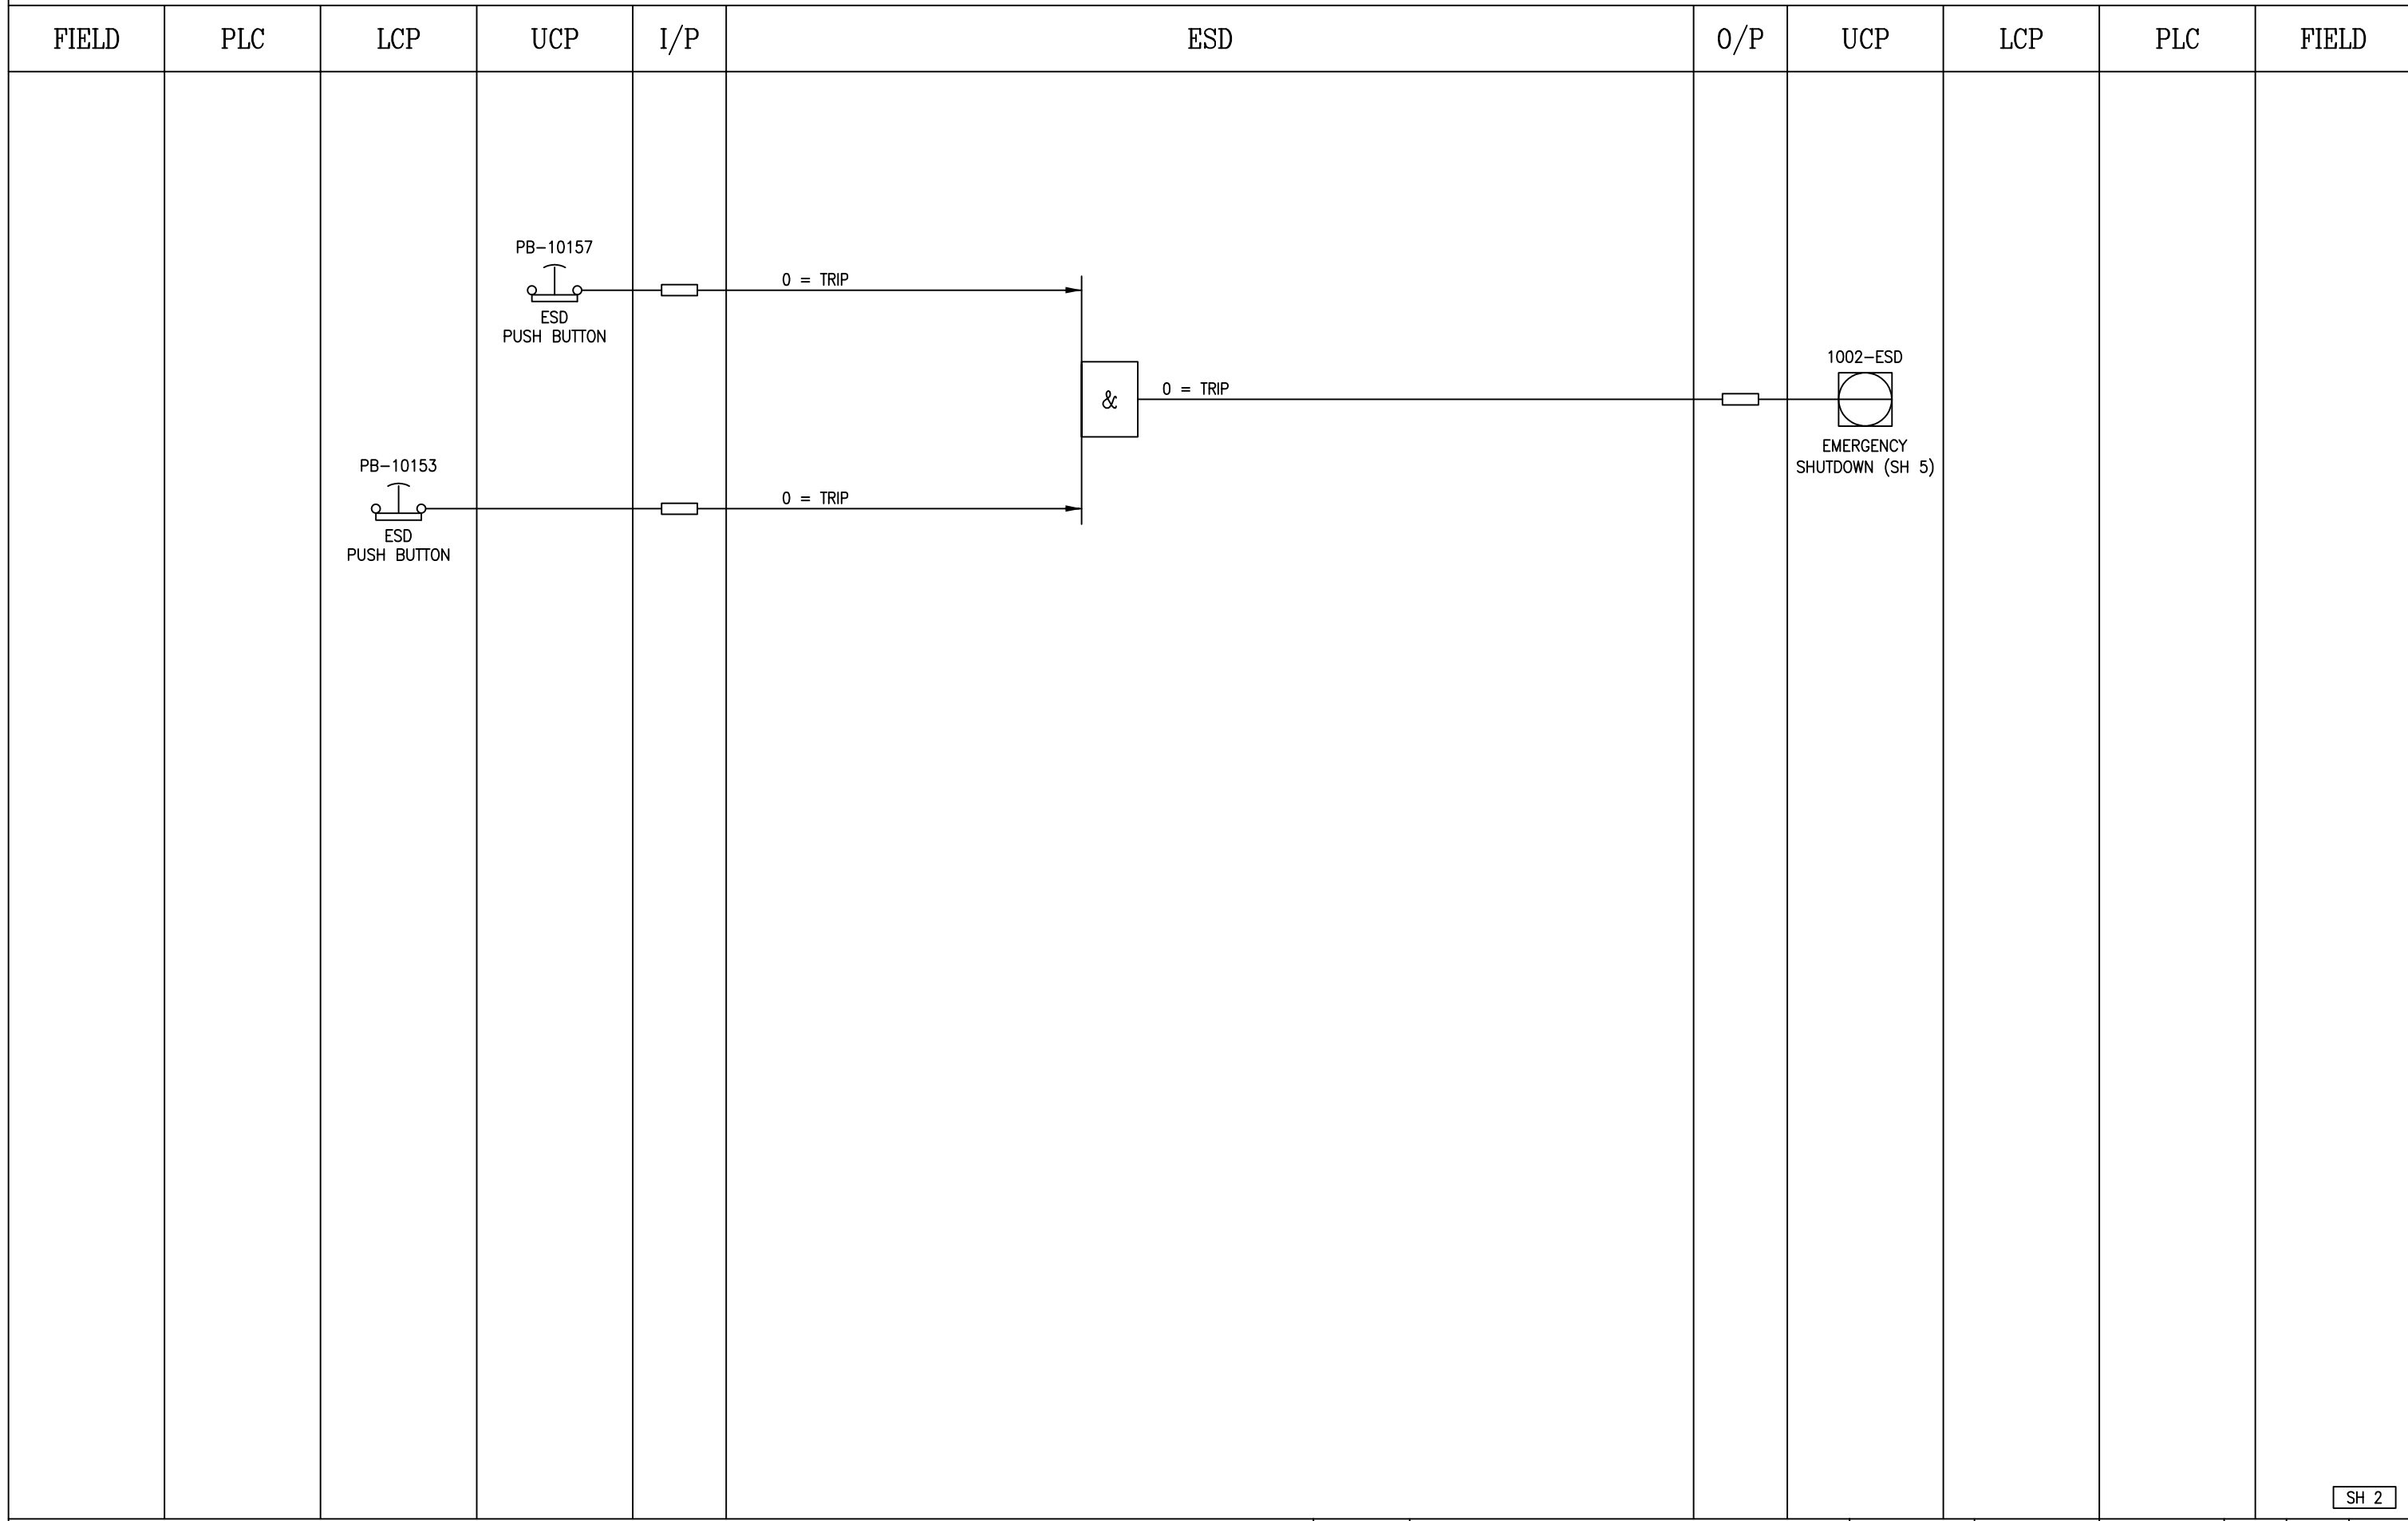 FIELD PLC LCP UCP I/P ESD O/P UCP LCP PLC FIELD
PB-10157
0 = TRIP
ESD
PUSH BUTTON
1002-ESD
&
0 = TRIP
EMERGENCY
SHUTDOWN (SH 5)
PB-10153
0 = TRIP
ESD
PUSH BUTTON
SH 2